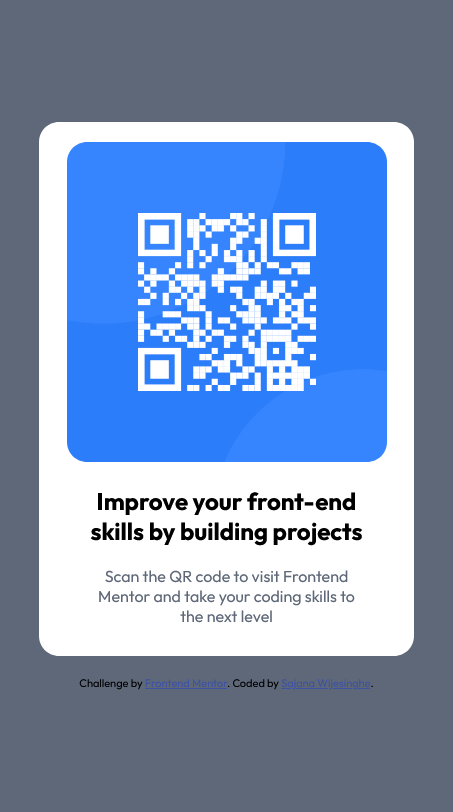 Improve your front-end
skills by building projects
Scan the QR code to visit Frontend
Mentor and take your coding skills to
the next level
Challenge by Frontend Mentor. Coded by Sajana Wijesinghe.